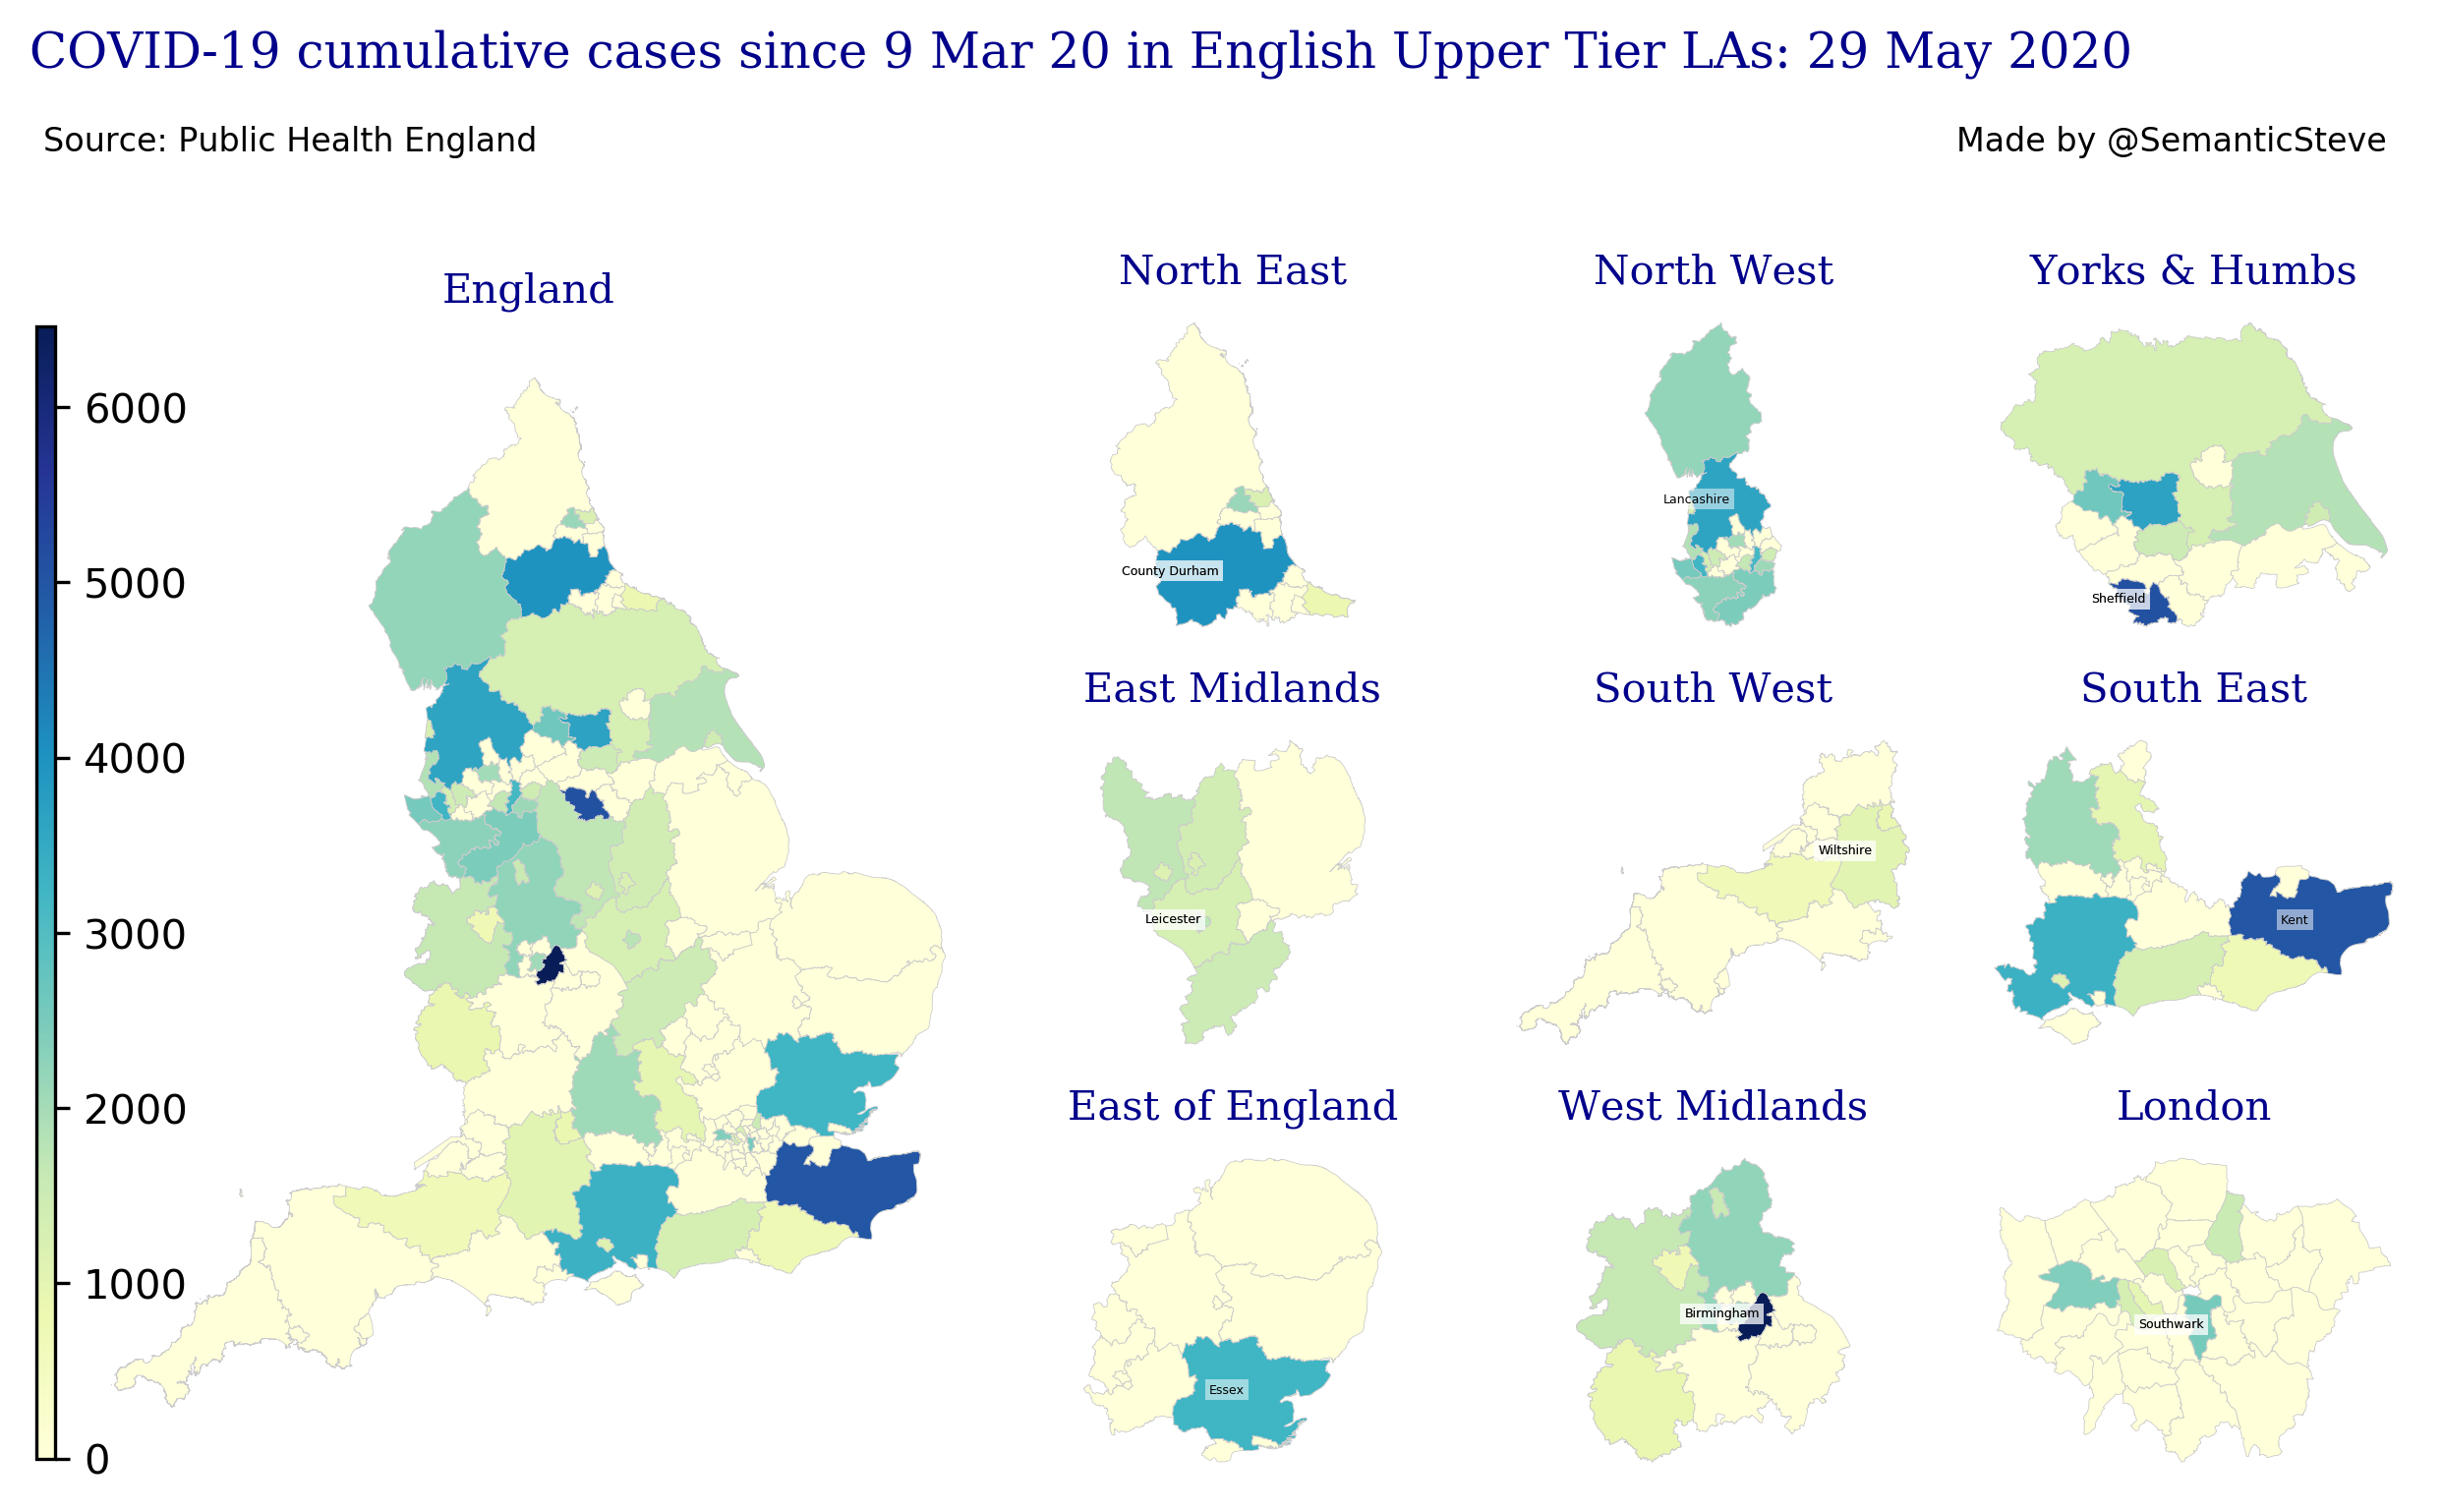 COVID-19 cumulative cases since 9 Mar 20 in English Upper Tier LAs: 29 May 2020
Source: Public Health England
Made by @SemanticSteve
England
6000
5000
4000
3000
2000
1000
0
North East
County Durham
North West
Lancashire
Yorks & Humbs
Sheffield
East Midlands
Leicester
South West
Wiltshire
South East
Kent
East of England
Essex
West Midlands
Birmingham
London
Southwark